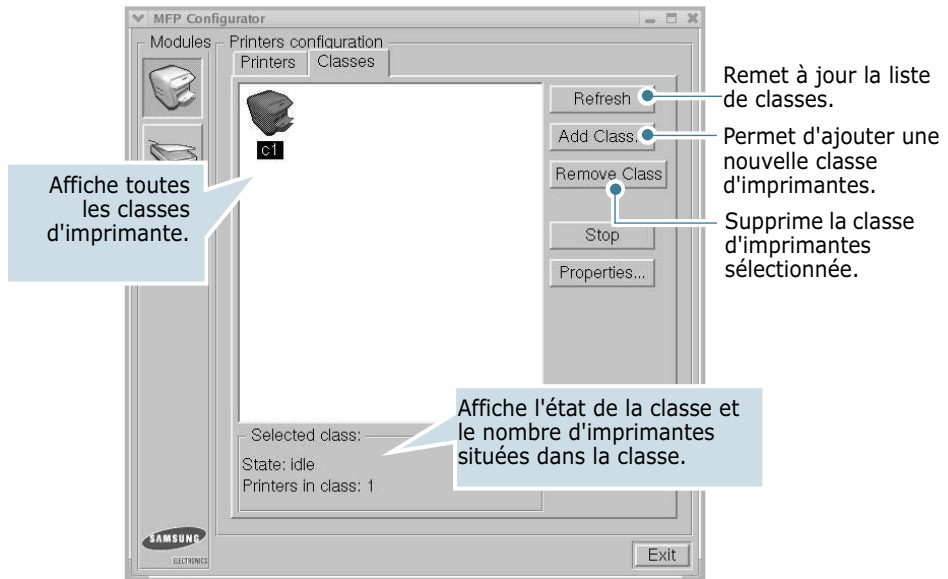 MFP Configurator
Modules
Printers configuration
Printers
Classes
c1
Refresh
Add Class..
Remove Class
Stop
Properties...
Remet à jour la liste
de classes.
Permet d'ajouter une
nouvelle classe
d'imprimantes.
Supprime la classe
d'imprimantes
sélectionnée.
Affiche toutes
les classes
d'imprimante.
Affiche l'état de la classe et
le nombre d'imprimantes
situées dans la classe.
Selected class:
State: idle
Printers in class: 1
SAMSUNG
ELECTRONICS
Exit